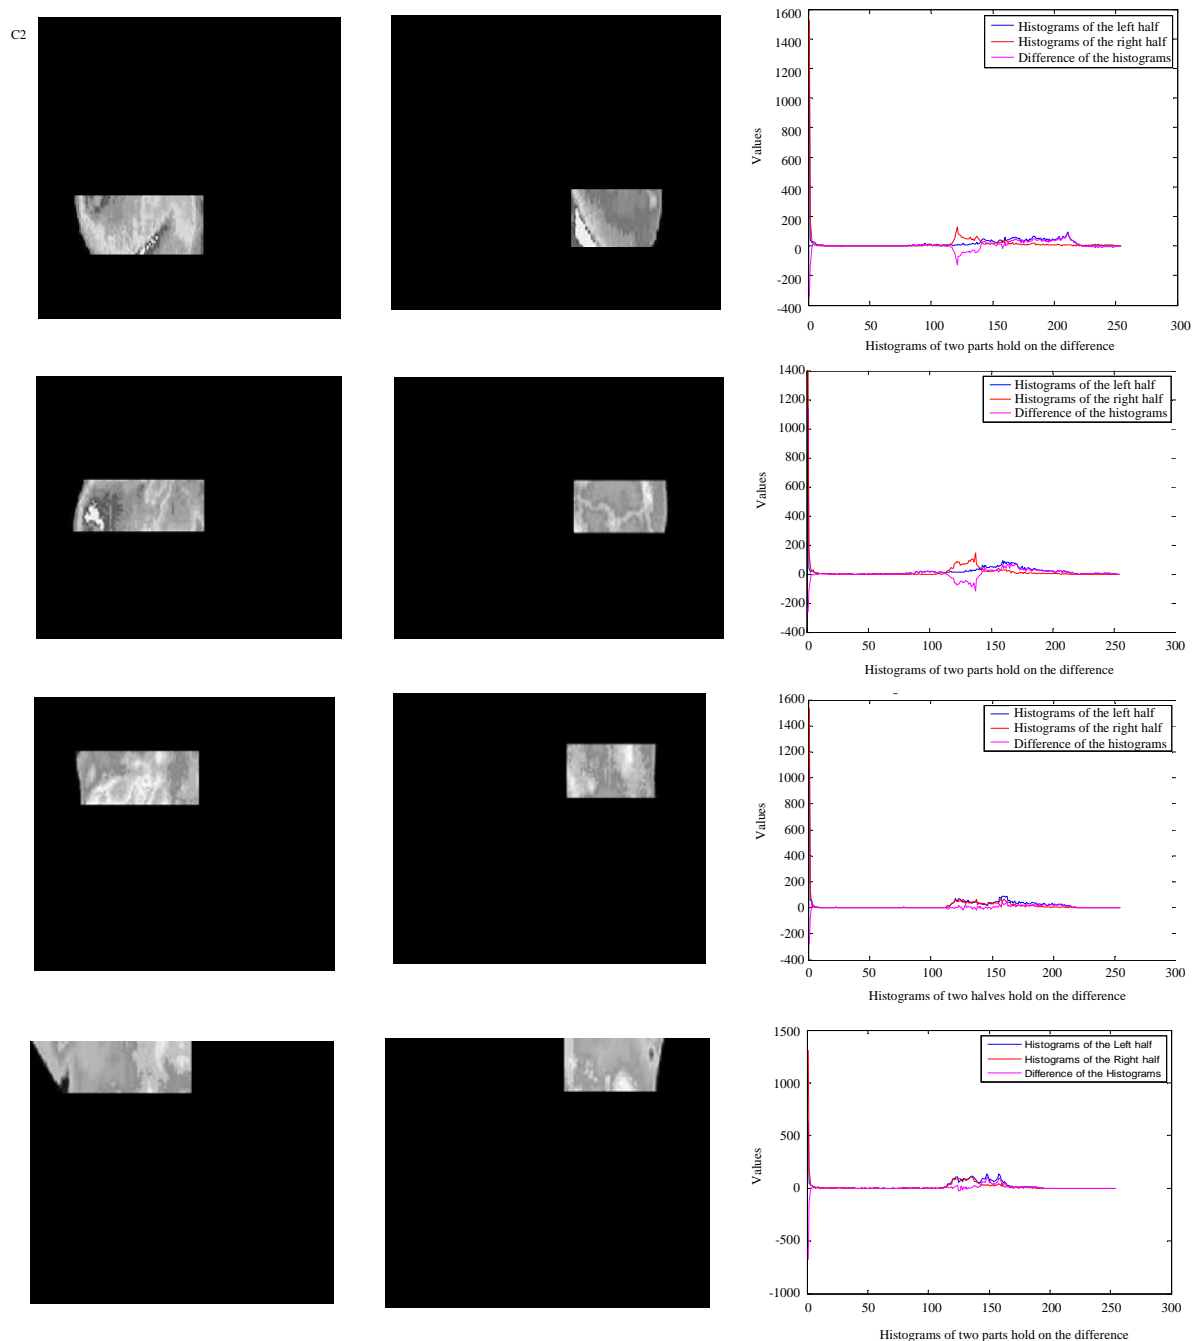 C2
1600
1400
1200
1000
800
600
400
200
0
-200
-400
Values
Histograms of the left half
Histograms of the right half
Difference of the histograms
0 50 100 150 200 250 300
Histograms of two parts hold on the difference
1400
1200
1000
800
600
400
200
0
-200
-400
Values
Histograms of the left half
Histograms of the right half
Difference of the histograms
0 50 100 150 200 250 300
Histograms of two parts hold on the difference
1600
1400
1200
1000
800
600
400
200
0
-200
-400
Values
Histograms of the left half
Histograms of the right half
Difference of the histograms
0 50 100 150 200 250 300
Histograms of two halves hold on the difference
1500
1000
500
0
-500
-1000
Values
Histograms of the Left half
Histograms of the Right half
Difference of the Histograms
0 50 100 150 200 250 300
Histograms of two parts hold on the difference